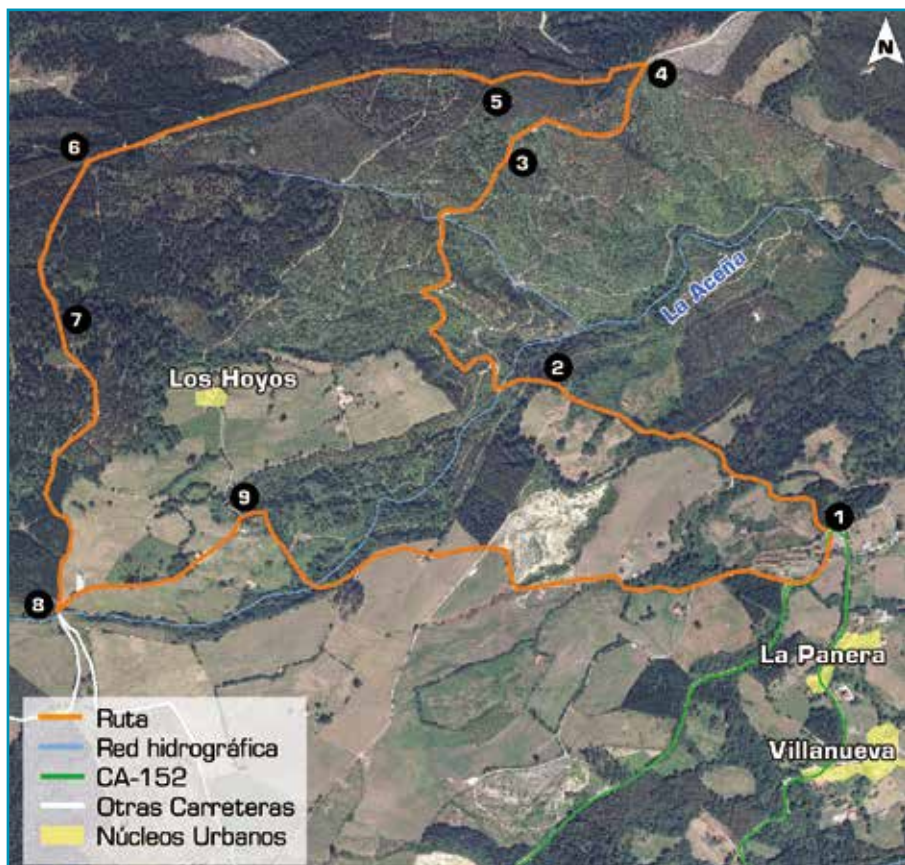 N
4
5
6
3
La Aceña
7
2
Los Hoyos
9
1
8
La Panera
Villanueva
Ruta
Red hidrográfica
CA-152
Otras Carreteras
Núcleos Urbanos